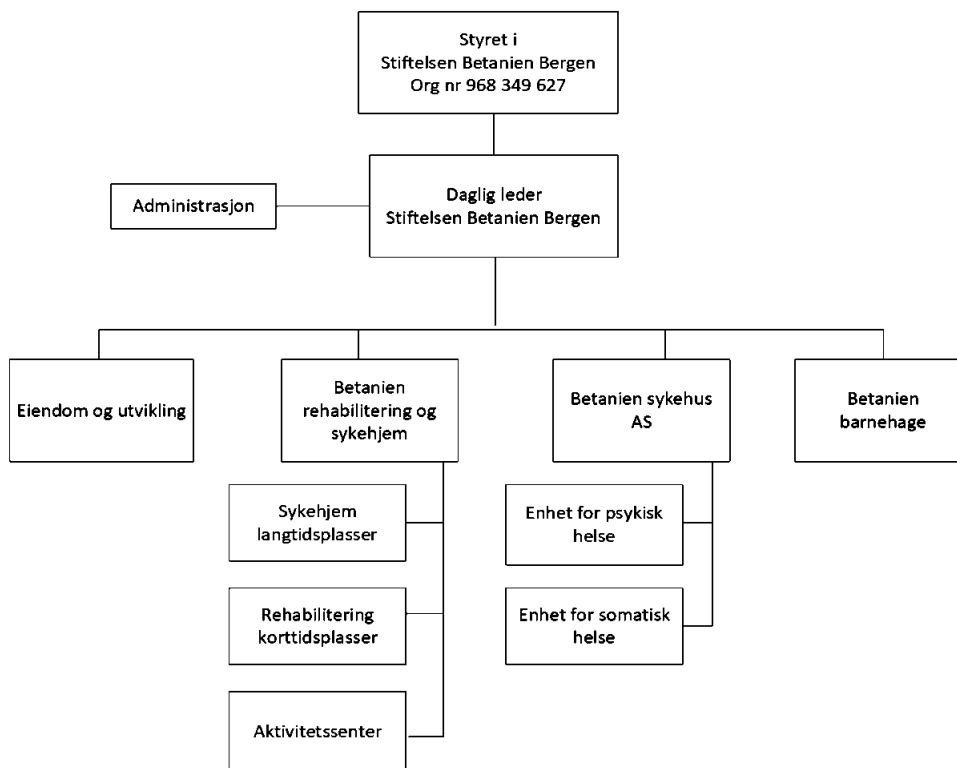 Styret i
Stiftelsen Betanien Bergen
Org nr 968 349 627
Administrasjon
Daglig leder
Stiftelsen Betanien Bergen
Eiendom og utvikling
Betanien
rehabilitering og
sykehjem
Betanien sykehus
AS
Betanien
barnehage
Sykehjem
langtidsplasser
Rehabilitering
korttidsplasser
Aktivitetssenter
Enhet for psykisk
helse
Enhet for somatisk
helse